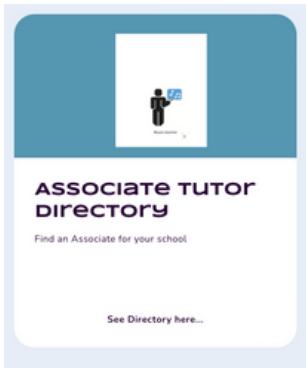 Associate Tutor
Directory
Find an Associate for your school
See Directory here...